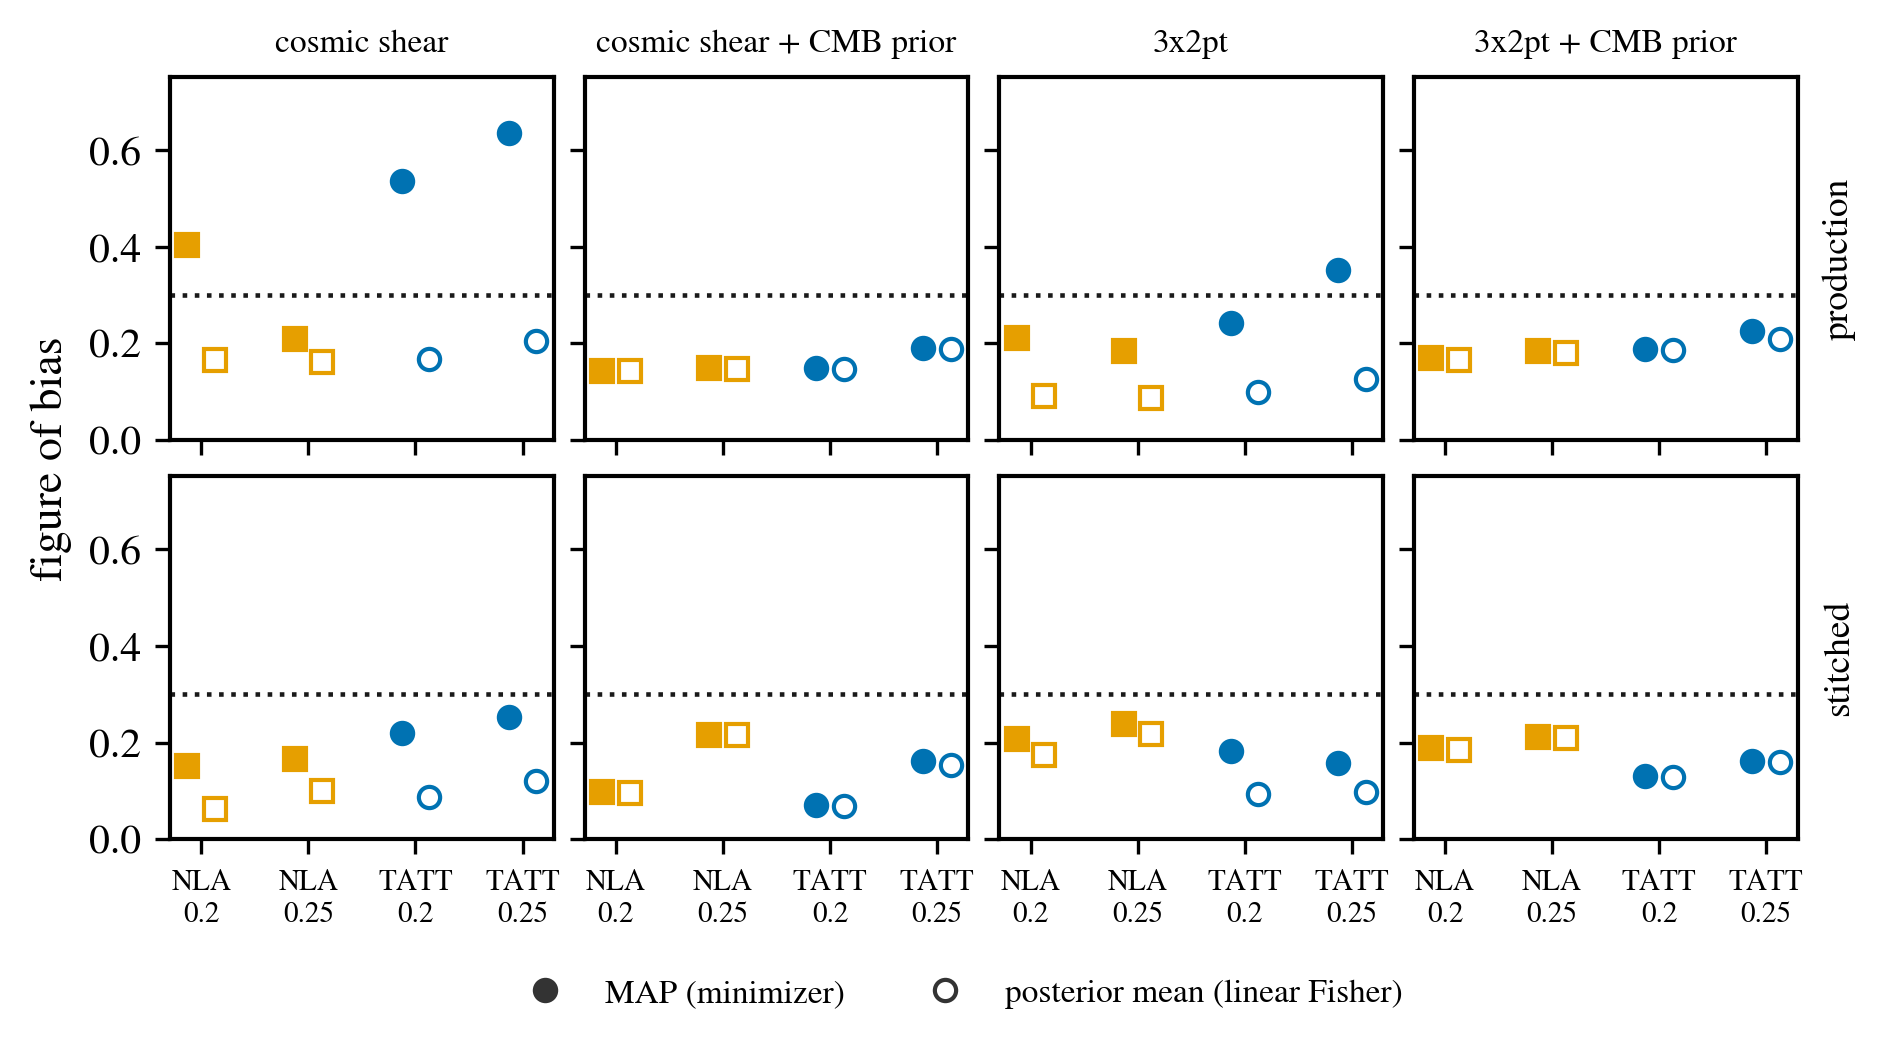 cosmic shear
cosmic shear + CMB prior
3x2pt
3x2pt + CMB prior
figure of bias
0.6
0.4
0.2
0.0
production
0.6
0.4
0.2
0.0
stitched
NLA NLA TATT TATT NLA NLA TATT TATT NLA NLA TATT TATT NLA NLA TATT TATT
0.2 0.25 0.2 0.25 0.2 0.25 0.2 0.25 0.2 0.25 0.2 0.25 0.2 0.25 0.2 0.25
MAP (minimizer)
posterior mean (linear Fisher)